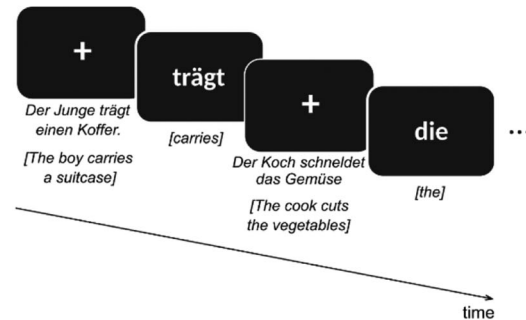 +
trägt
+
die
...
Der Junge trägt
einen Koffer.
[The boy carries
a suitcase]
[carries]
Der Koch schneldet
das Gemüse
[The cook cuts
the vegetables]
[the]
time